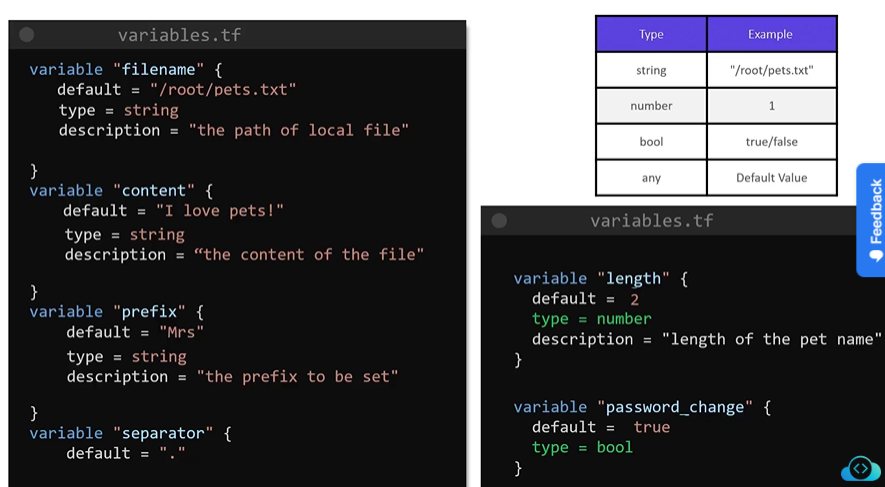 variables.tf
variable "filename" {
default = "/root/pets.txt"
type = string
description = "the path of local file"
}
variable "content" {
default = "I love pets!"
type = string
description = “the content of the file"
}
variable "prefix" {
default = "Mrs"
type = string
description = "the prefix to be set"
}
variable "separator" {
default = "."
Type Example
string "/root/pets.txt"
number 1
bool true/false
any Default Value
variables.tf
variable "length" {
default = 2
type = number
description = "length of the pet name"
}
variable "password_change" {
default = true
type = bool
}
Feedback